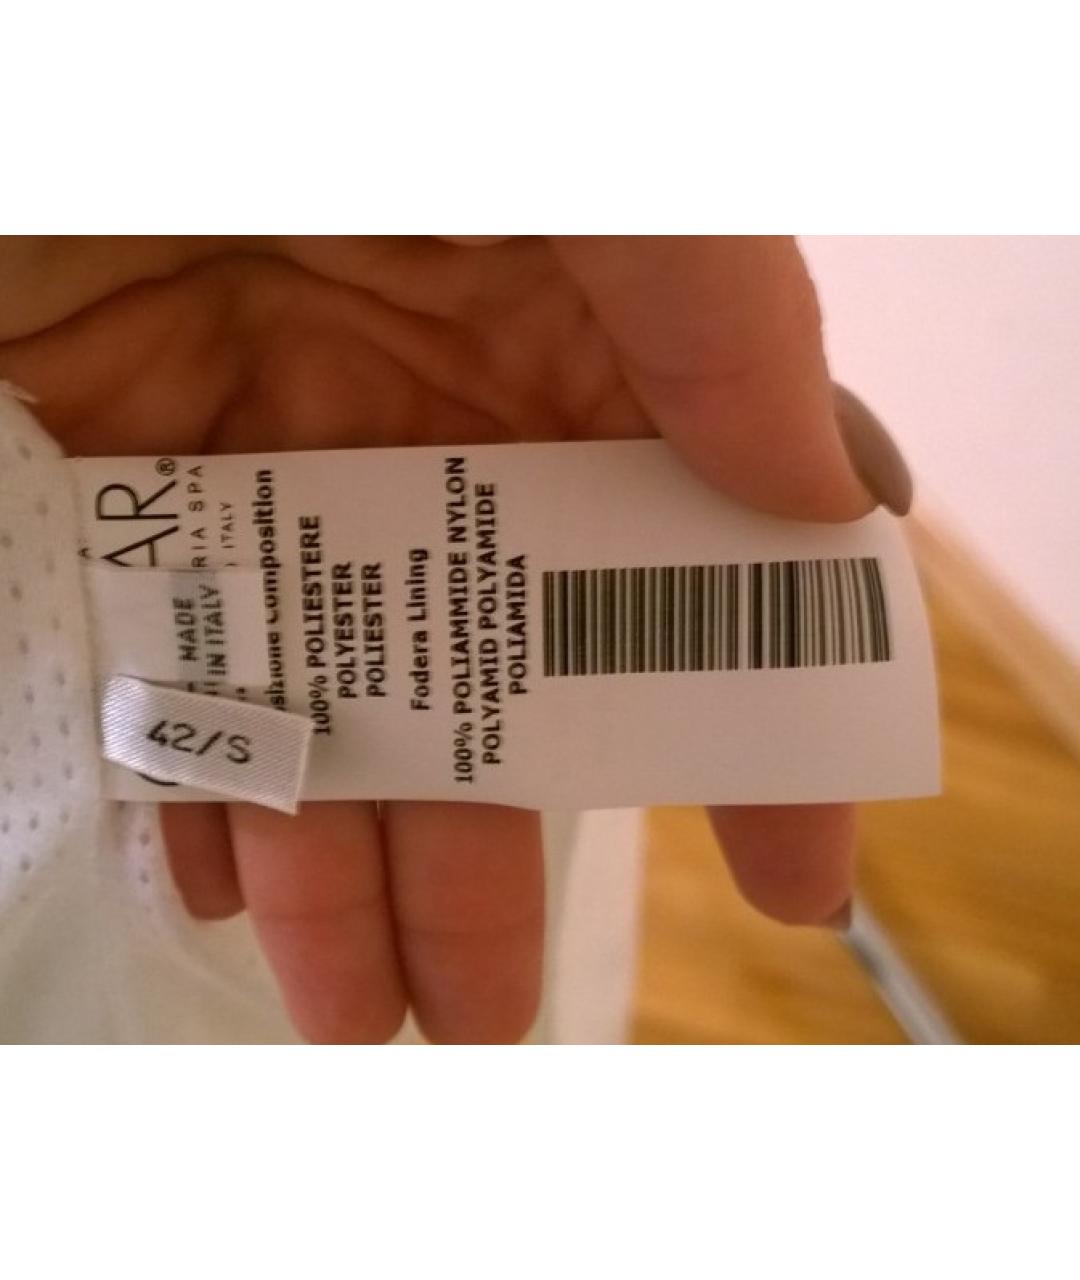 AR®
RIA SPA
ITALY
MADE
IN ITALY
42/S
Composition
100% POLIESTERE
POLYESTER
POLIESTER
Fodera Lining
100% POLIAMMIDE NYLON
POLYAMID POLYAMIDE
POLIAMIDA